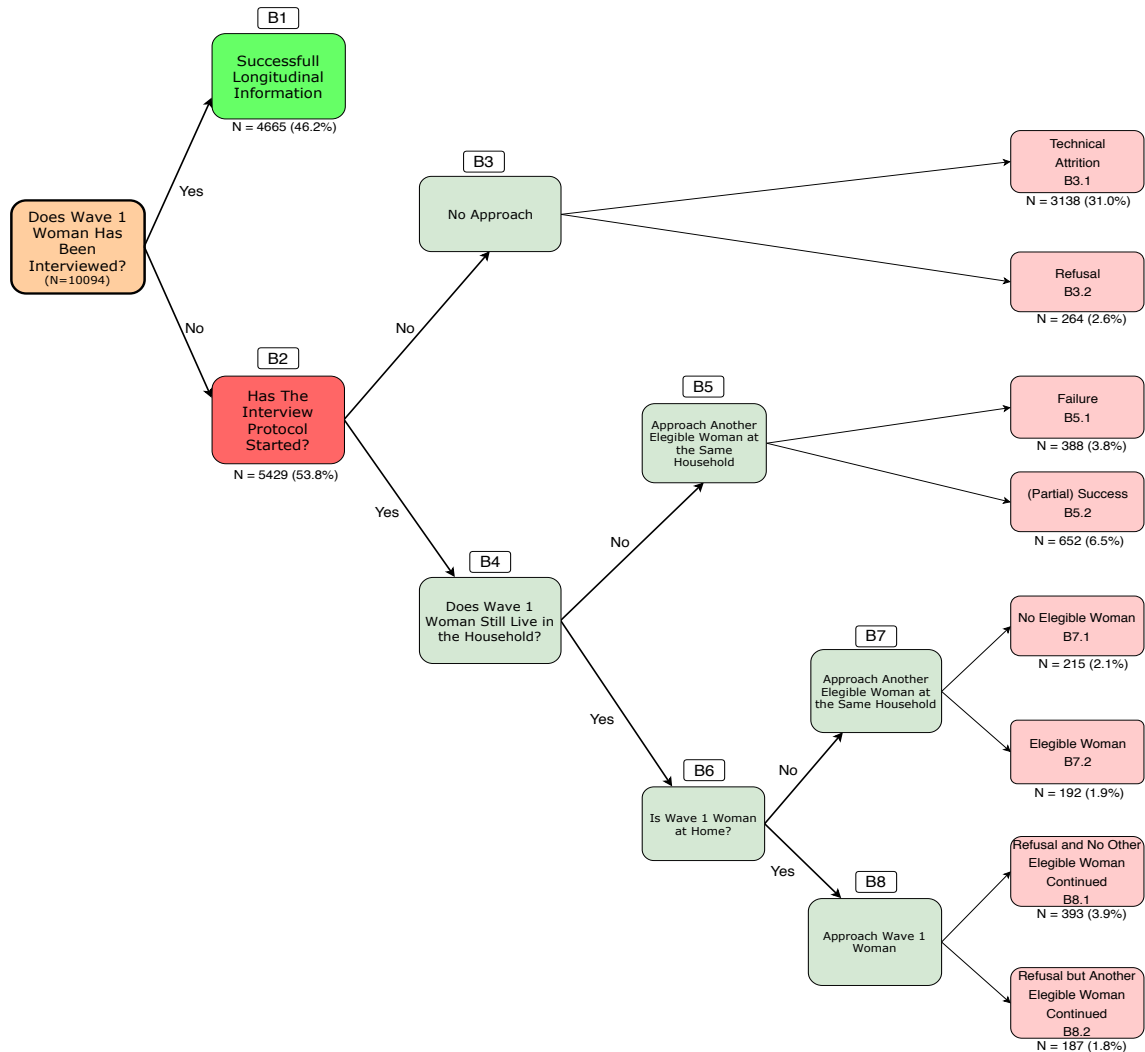 B1
Successfull
Longitudinal
Information
N = 4665 (46.2%)
Yes
Does Wave 1
Woman Has
Been
Interviewed?
(N=10094)
No
B2
Has The
Interview
Protocol
Started?
N = 5429 (53.8%)
No
B3
No Approach
Technical
Attrition
B3.1
N = 3138 (31.0%)
Refusal
B3.2
N = 264 (2.6%)
Yes
B4
Does Wave 1
Woman Still Live in
the Household?
No
B5
Approach Another
Elegible Woman at
the Same
Household
Failure
B5.1
N = 388 (3.8%)
(Partial) Success
B5.2
N = 652 (6.5%)
Yes
B6
Is Wave 1 Woman
at Home?
No
B7
Approach Another
Elegible Woman at
the Same Household
No Elegible Woman
B7.1
N = 215 (2.1%)
Elegible Woman
B7.2
N = 192 (1.9%)
Yes
B8
Approach Wave 1
Woman
Refusal and No Other
Elegible Woman
Continued
B8.1
N = 393 (3.9%)
Refusal but Another
Elegible Woman
Continued
B8.2
N = 187 (1.8%)